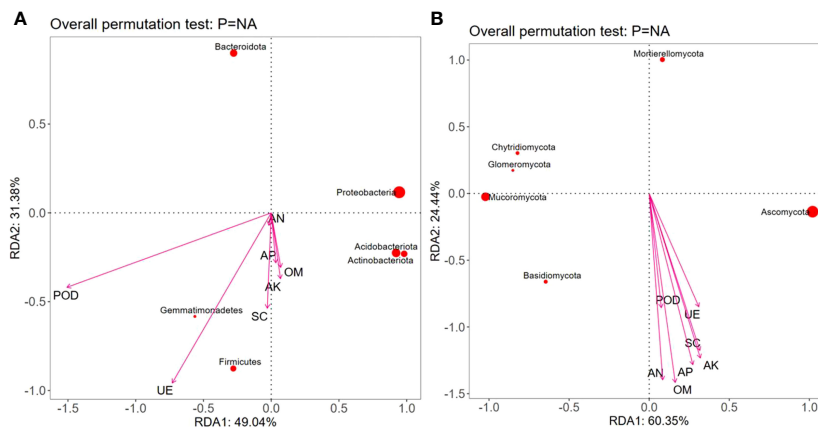 A
Overall permutation test: P=NA
Bacteroidota
0.5
Proteobacteria
0.0
AN
Acidobacteriota
AP
Actinobacteriota
OM
AK
POD
-0.5
Gemmatimonadetes
SC
Firmicutes
UE
-1.0
-1.5
-1.0
-0.5
0.0
0.5
1.0
RDA1: 49.04%
RDA2: 31.38%
B
Overall permutation test: P=NA
Mortierellomycota
1.0
0.5
Chytridiomycota
Glomeromycota
0.0
Mucoromycota
Ascomycota
-0.5
Basidiomycota
POD
UE
-1.0
SC
AK
AN
AP
OM
-1.5
-1.0
-0.5
0.0
0.5
1.0
RDA1: 60.35%
RDA2: 24.44%